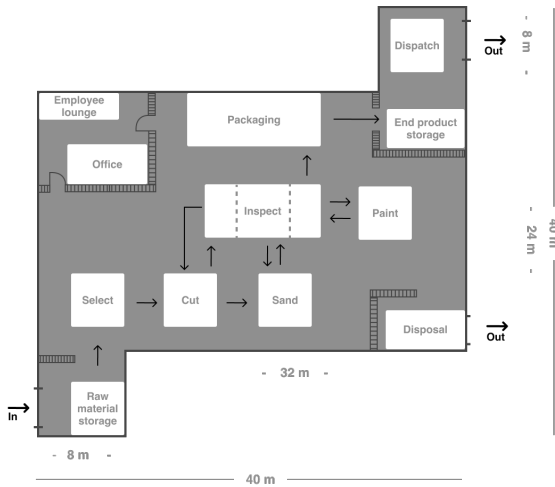 Dispatch
8 m
Out
Employee
lounge
Packaging
End product
storage
Office
Inspect
Paint
24 m
Select
Cut
Sand
Disposal
Out
32 m
Raw
material
storage
In
8 m
40 m